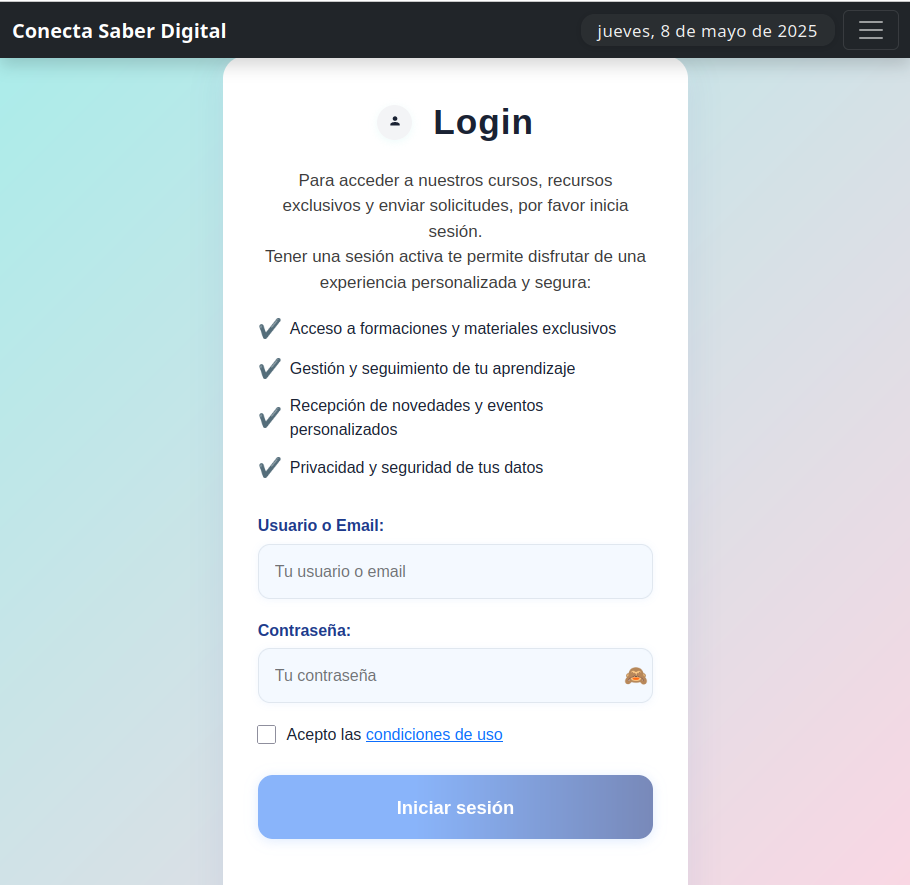 Conecta Saber Digital
jueves, 8 de mayo de 2025
Login
Para acceder a nuestros cursos, recursos
exclusivos y enviar solicitudes, por favor inicia
sesión.
Tener una sesión activa te permite disfrutar de una
experiencia personalizada y segura:
✔️ Acceso a formaciones y materiales exclusivos
✔️ Gestión y seguimiento de tu aprendizaje
✔️ Recepción de novedades y eventos
personalizados
✔️ Privacidad y seguridad de tus datos
Usuario o Email:
Tu usuario o email
Contraseña:
Tu contraseña
Acepto las condiciones de uso
Iniciar sesión